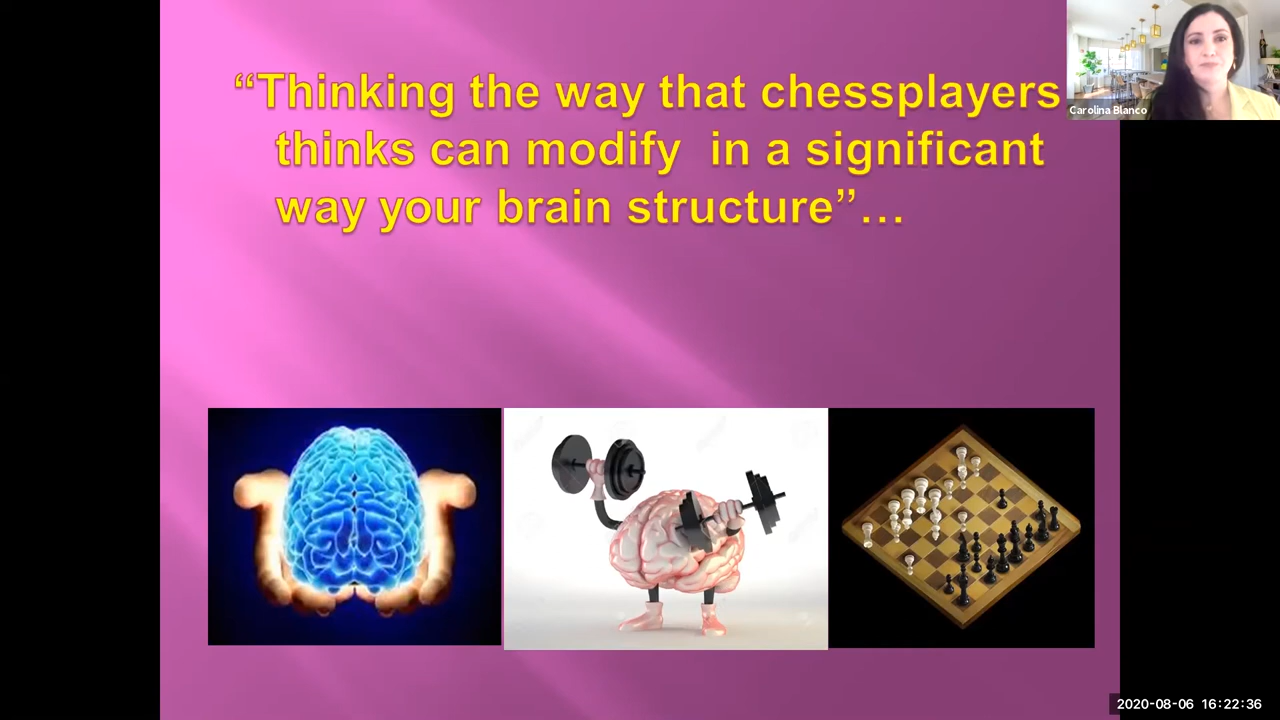 “Thinking the way that chessplayers
thinks can modify  in a significant
way your brain structure”…
Carolina Blanco
2020-08-06 16:22:36